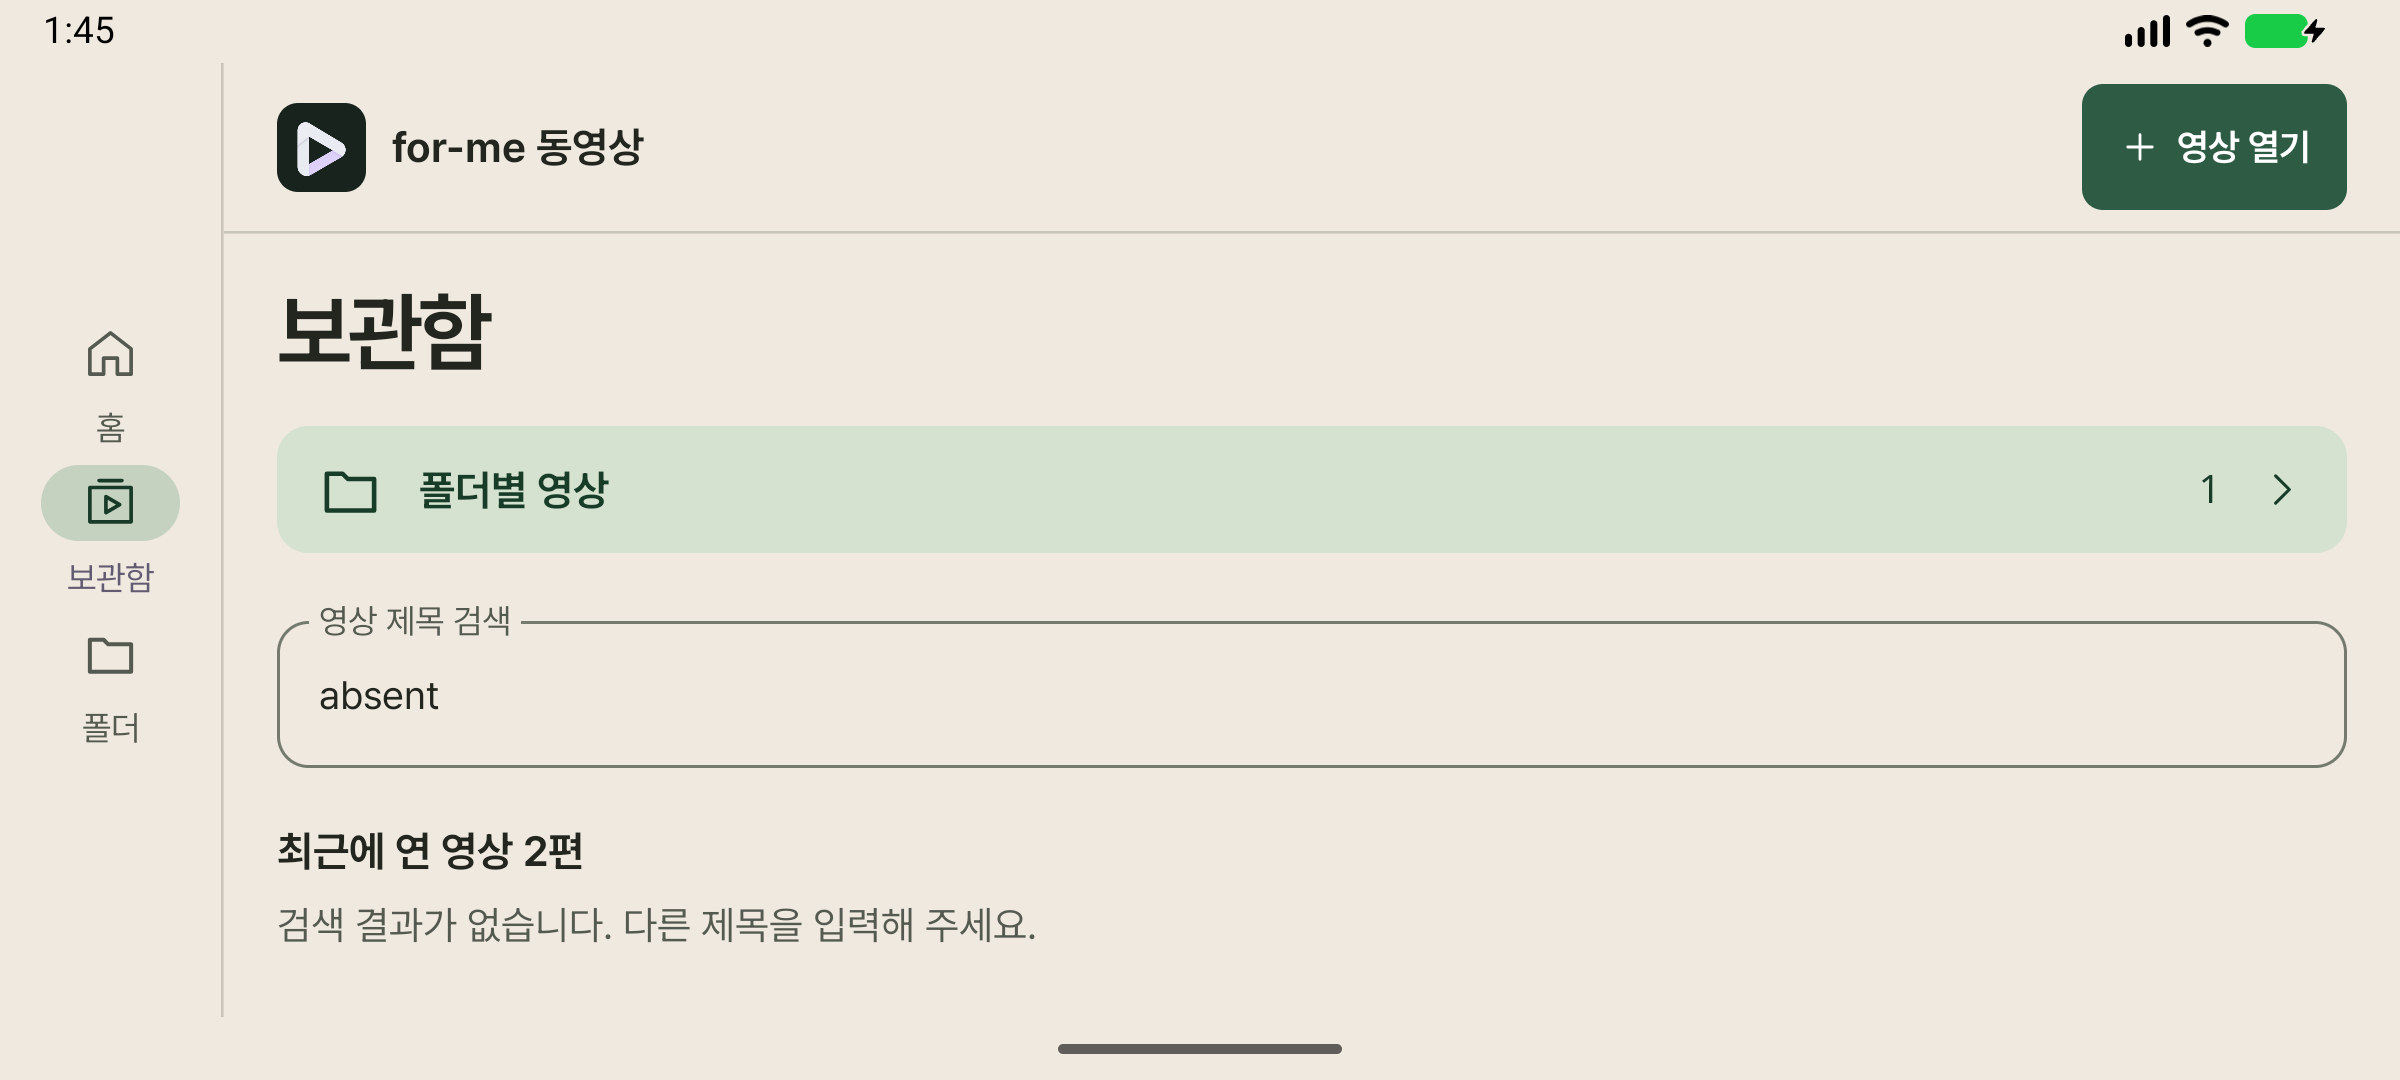 1:45
for-me 동영상
영상 열기
보관함
홈
보관함
폴더
폴더별 영상
1
영상 제목 검색
absent
최근에 연 영상 2편
검색 결과가 없습니다. 다른 제목을 입력해 주세요.